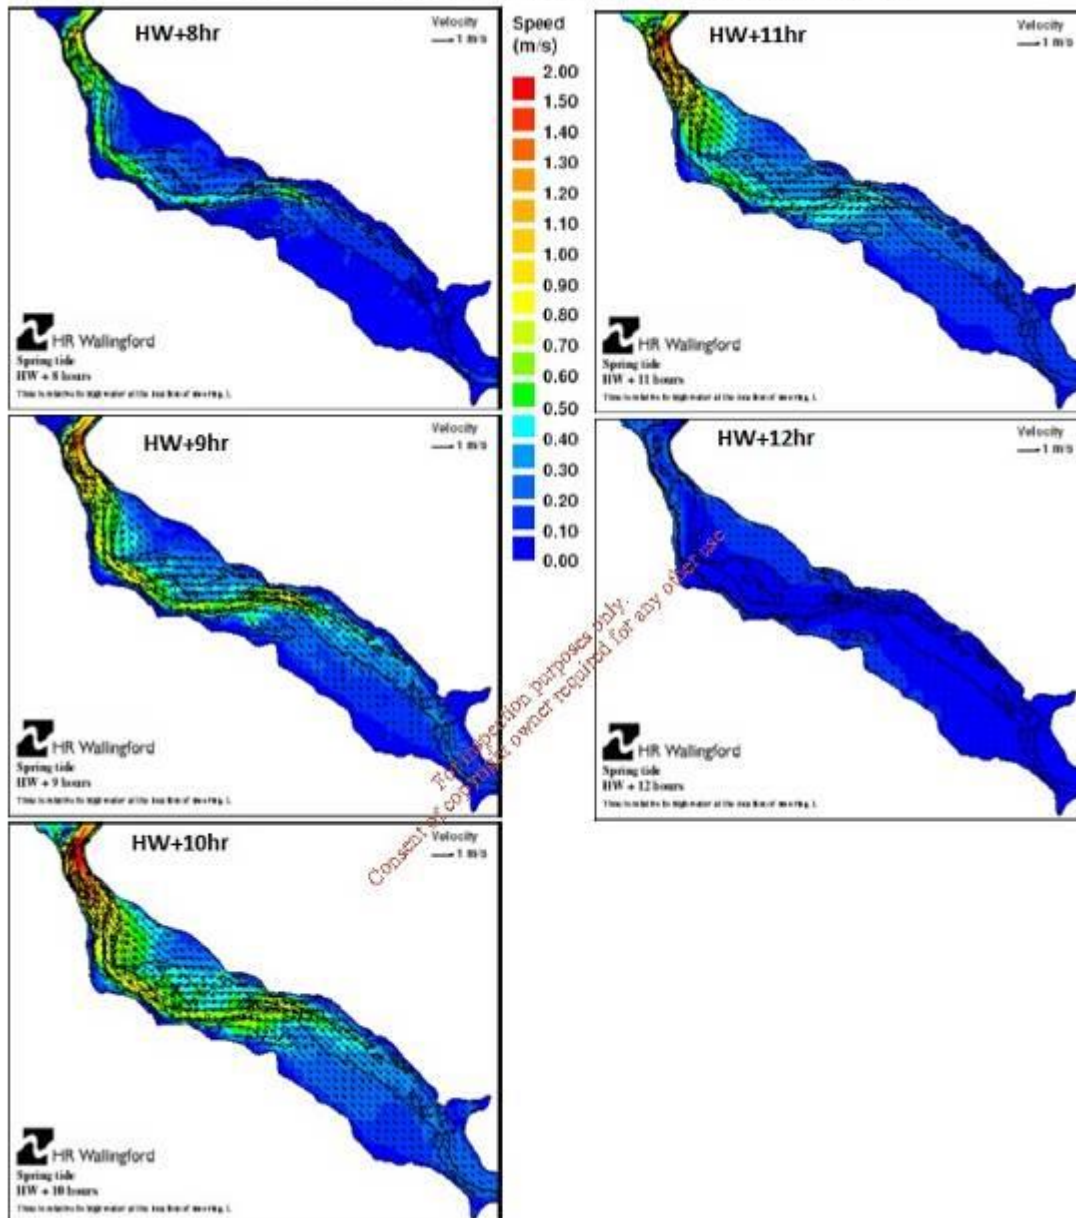 HW+8hr
Velocity
1 m/s
HR Wallingford
Spring tide
HW + 8 hours
Speed
(m/s)
2.00
1.50
1.40
1.30
1.20
1.10
1.00
0.90
0.80
0.70
0.60
0.50
0.40
0.30
0.20
0.10
0.00
HW+11hr
Velocity
1 m/s
HR Wallingford
Spring tide
HW + 11 hours
HW+9hr
Velocity
1 m/s
HR Wallingford
Spring tide
HW + 9 hours
HW+12hr
Velocity
1 m/s
HR Wallingford
Spring tide
HW + 12 hours
For inspection purposes only.
Consent of copyright owner required for any other use
HW+10hr
Velocity
1 m/s
HR Wallingford
Spring tide
HW + 10 hours